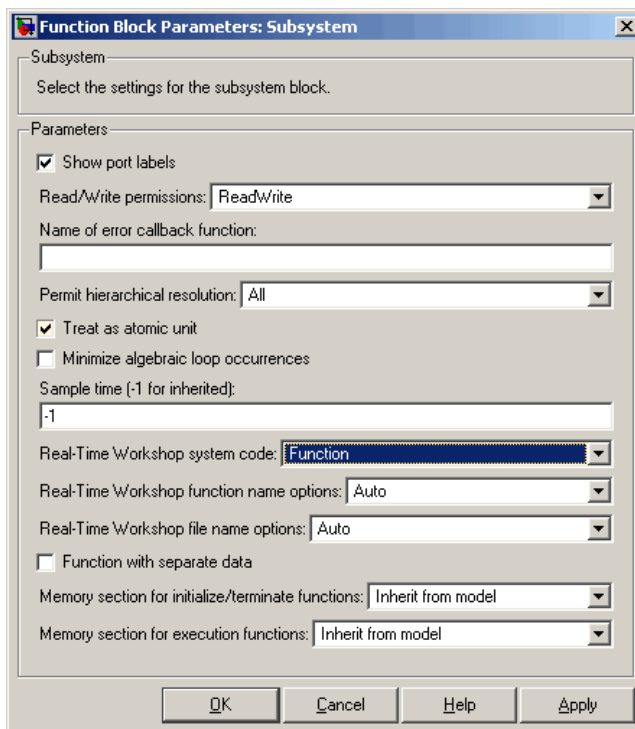 Function Block Parameters: Subsystem
Subsystem
Select the settings for the subsystem block.
Parameters
Show port labels
Read/Write permissions: ReadWrite
Name of error callback function:
Permit hierarchical resolution: All
Treat as atomic unit
Minimize algebraic loop occurrences
Sample time (-1 for inherited):
-1
Real-Time Workshop system code: Function
Real-Time Workshop function name options: Auto
Real-Time Workshop file name options: Auto
Function with separate data
Memory section for initialize/terminate functions: Inherit from model
Memory section for execution functions: Inherit from model
OK Cancel Help Apply